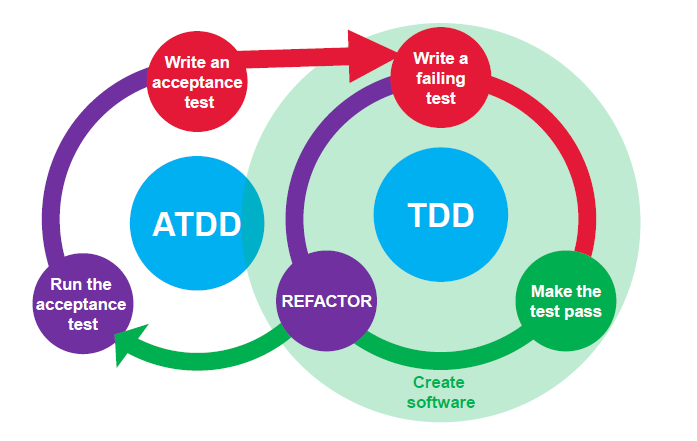 Write an
acceptance
test
Write a
failing
test
ATDD
TDD
Run the
acceptance
test
REFACTOR
Make the
test pass
Create
software